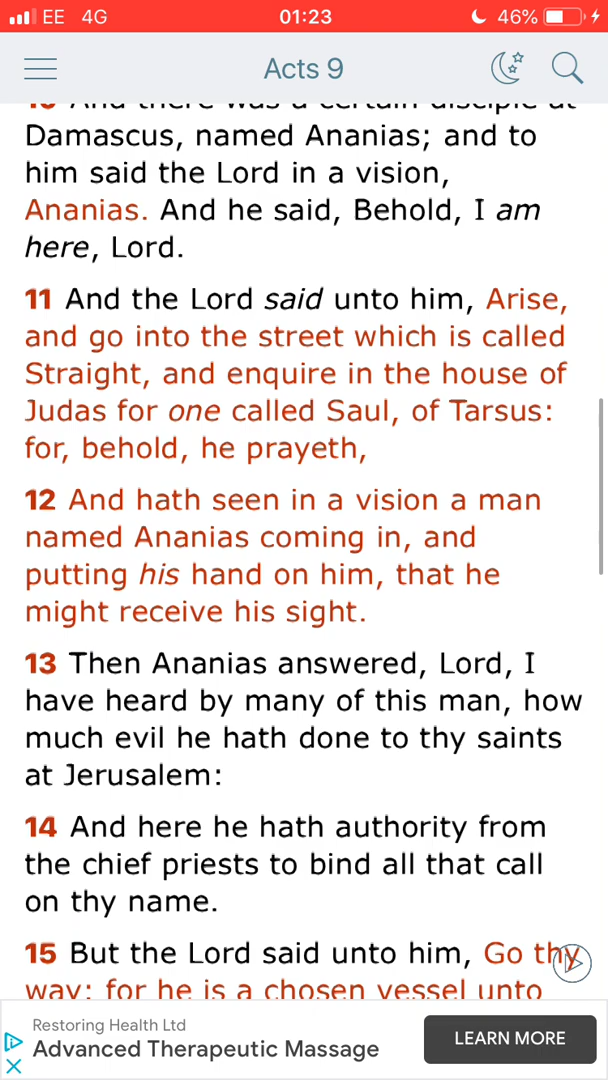 EE 4G 01:23 46%
Acts 9
10 And there was a certain disciple at
Damascus, named Ananias; and to
him said the Lord in a vision,
Ananias. And he said, Behold, I am
here, Lord.
11 And the Lord said unto him, Arise,
and go into the street which is called
Straight, and enquire in the house of
Judas for one called Saul, of Tarsus:
for, behold, he prayeth,
12 And hath seen in a vision a man
named Ananias coming in, and
putting his hand on him, that he
might receive his sight.
13 Then Ananias answered, Lord, I
have heard by many of this man, how
much evil he hath done to thy saints
at Jerusalem:
14 And here he hath authority from
the chief priests to bind all that call
on thy name.
15 But the Lord said unto him, Go thy
way: for he is a chosen vessel unto
Restoring Health Ltd
Advanced Therapeutic Massage
LEARN MORE